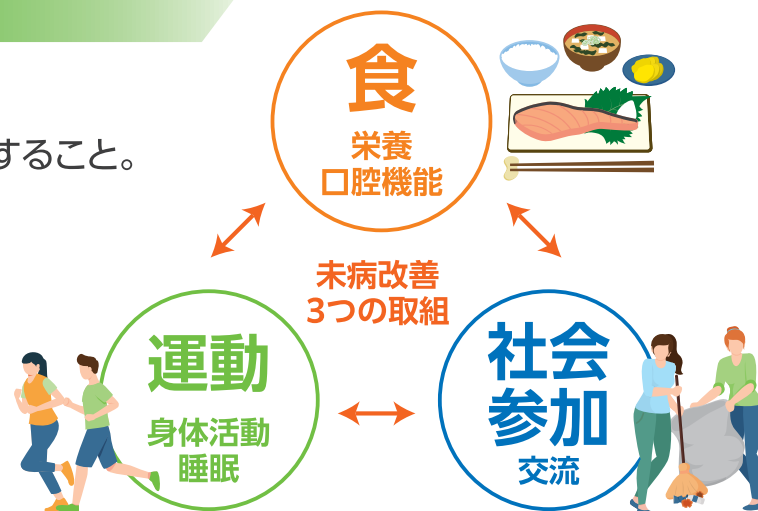 すること。
食
栄養
口腔機能
未病改善
3つの取組
運動
身体活動
睡眠
社会
参加
交流